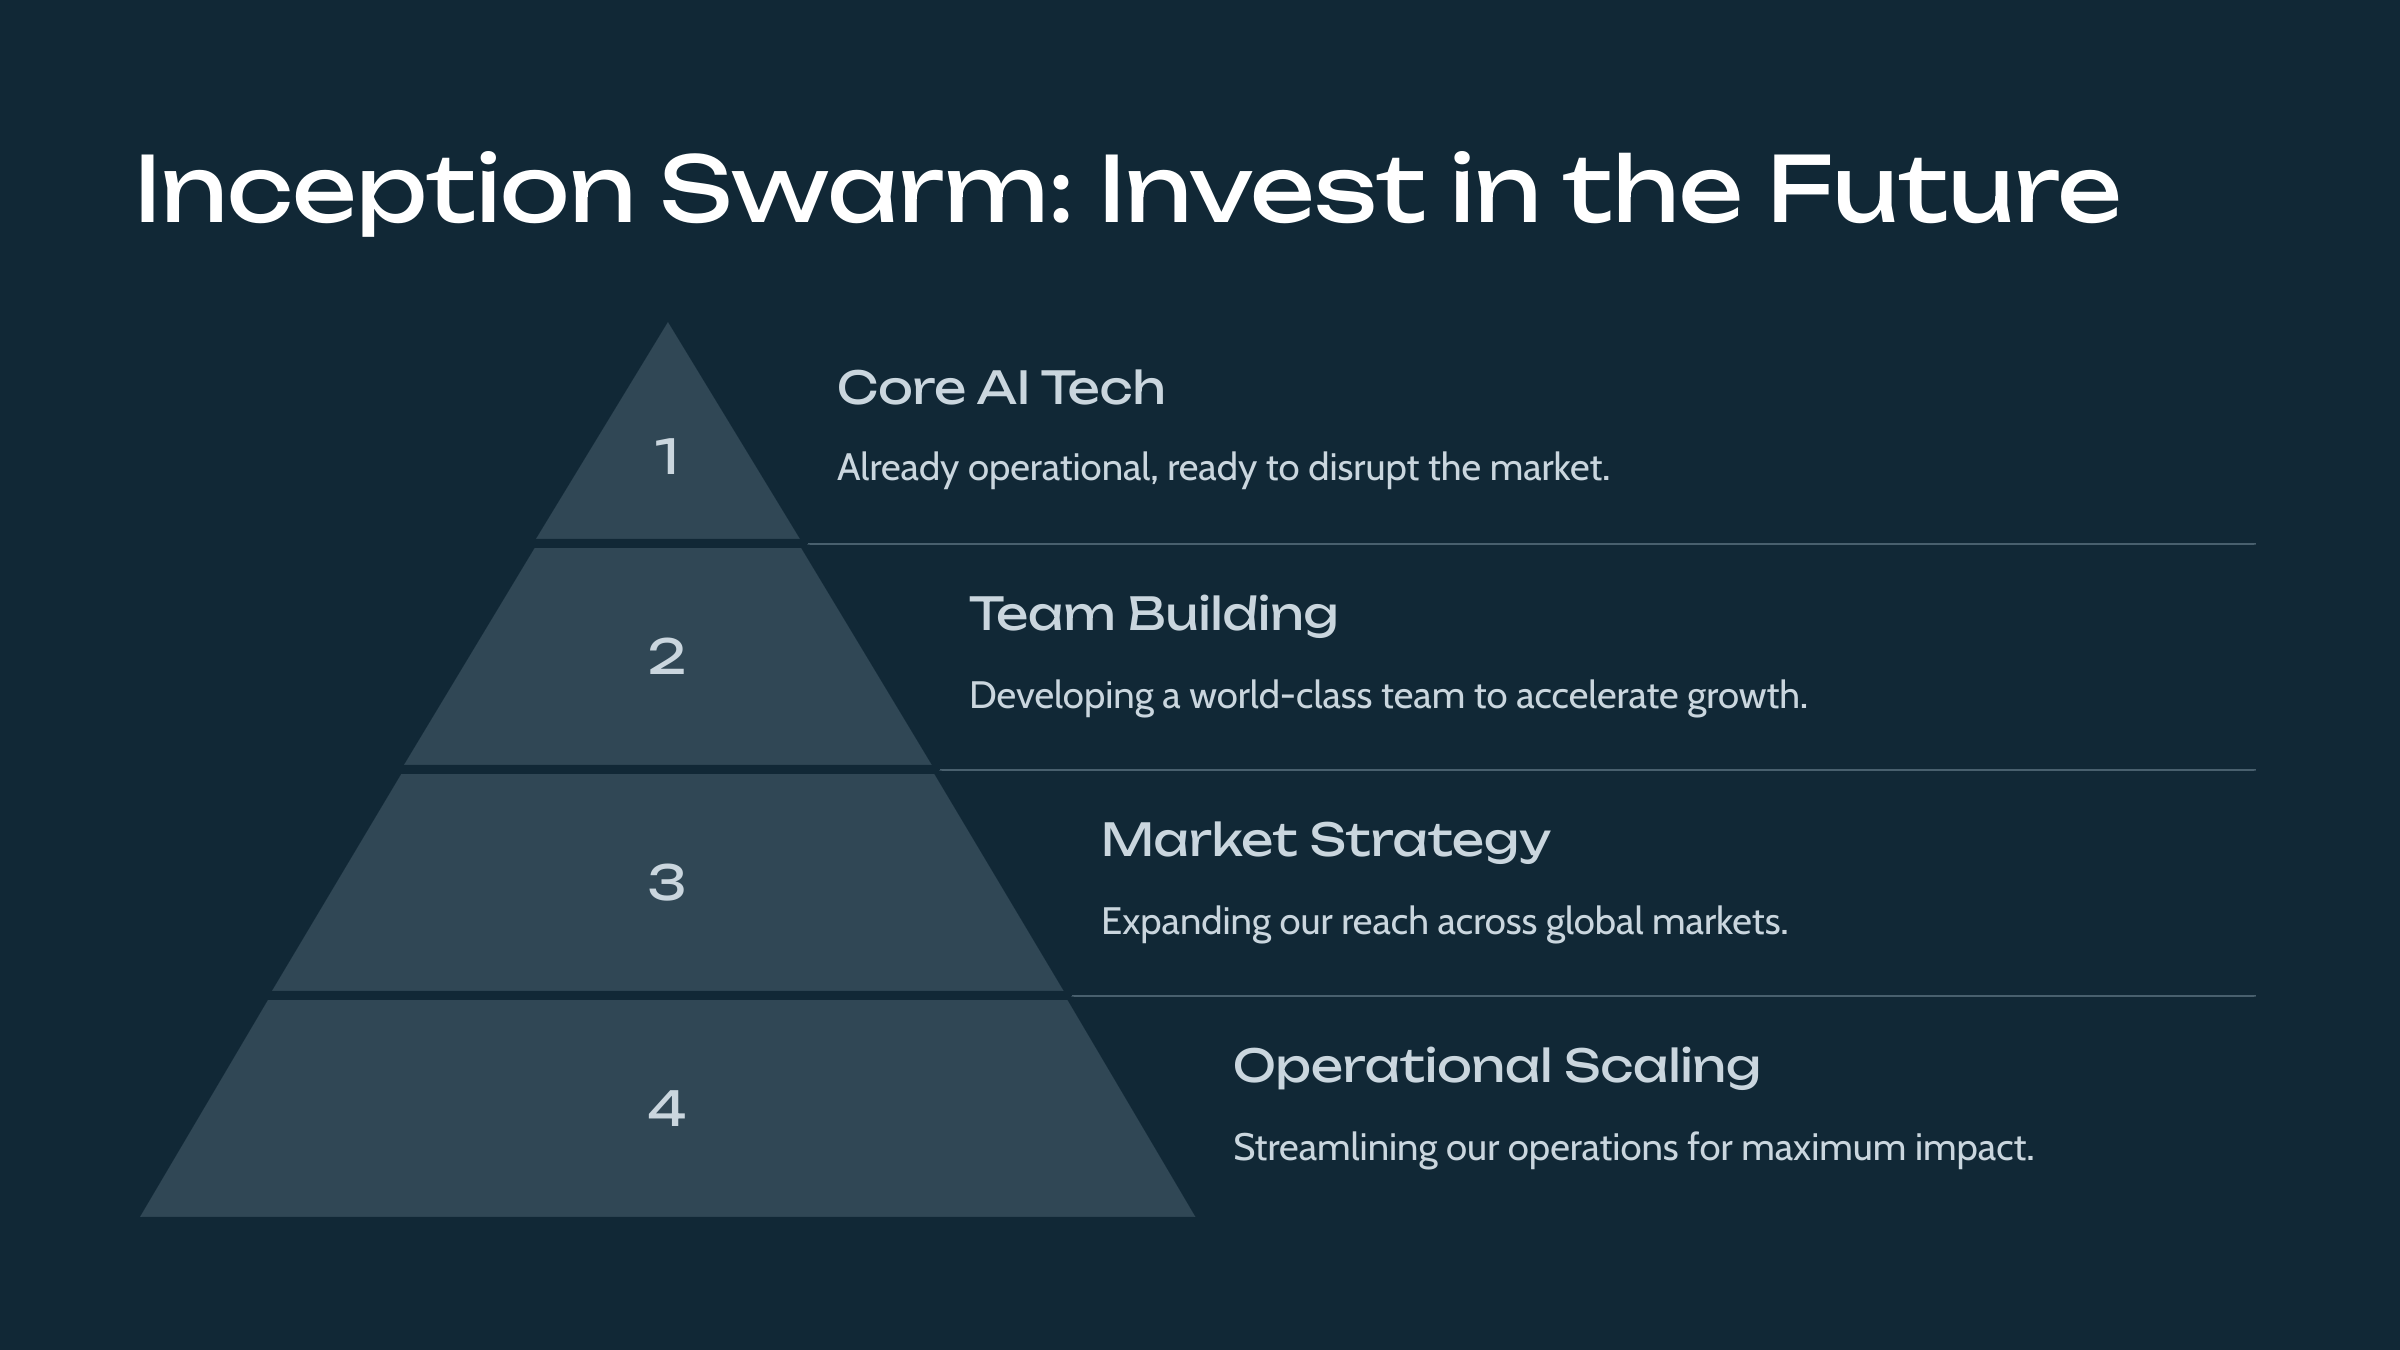 Inception Swarm: Invest in the Future
1
Core AI Tech
Already operational, ready to disrupt the market.
2
Team Building
Developing a world-class team to accelerate growth.
3
Market Strategy
Expanding our reach across global markets.
4
Operational Scaling
Streamlining our operations for maximum impact.